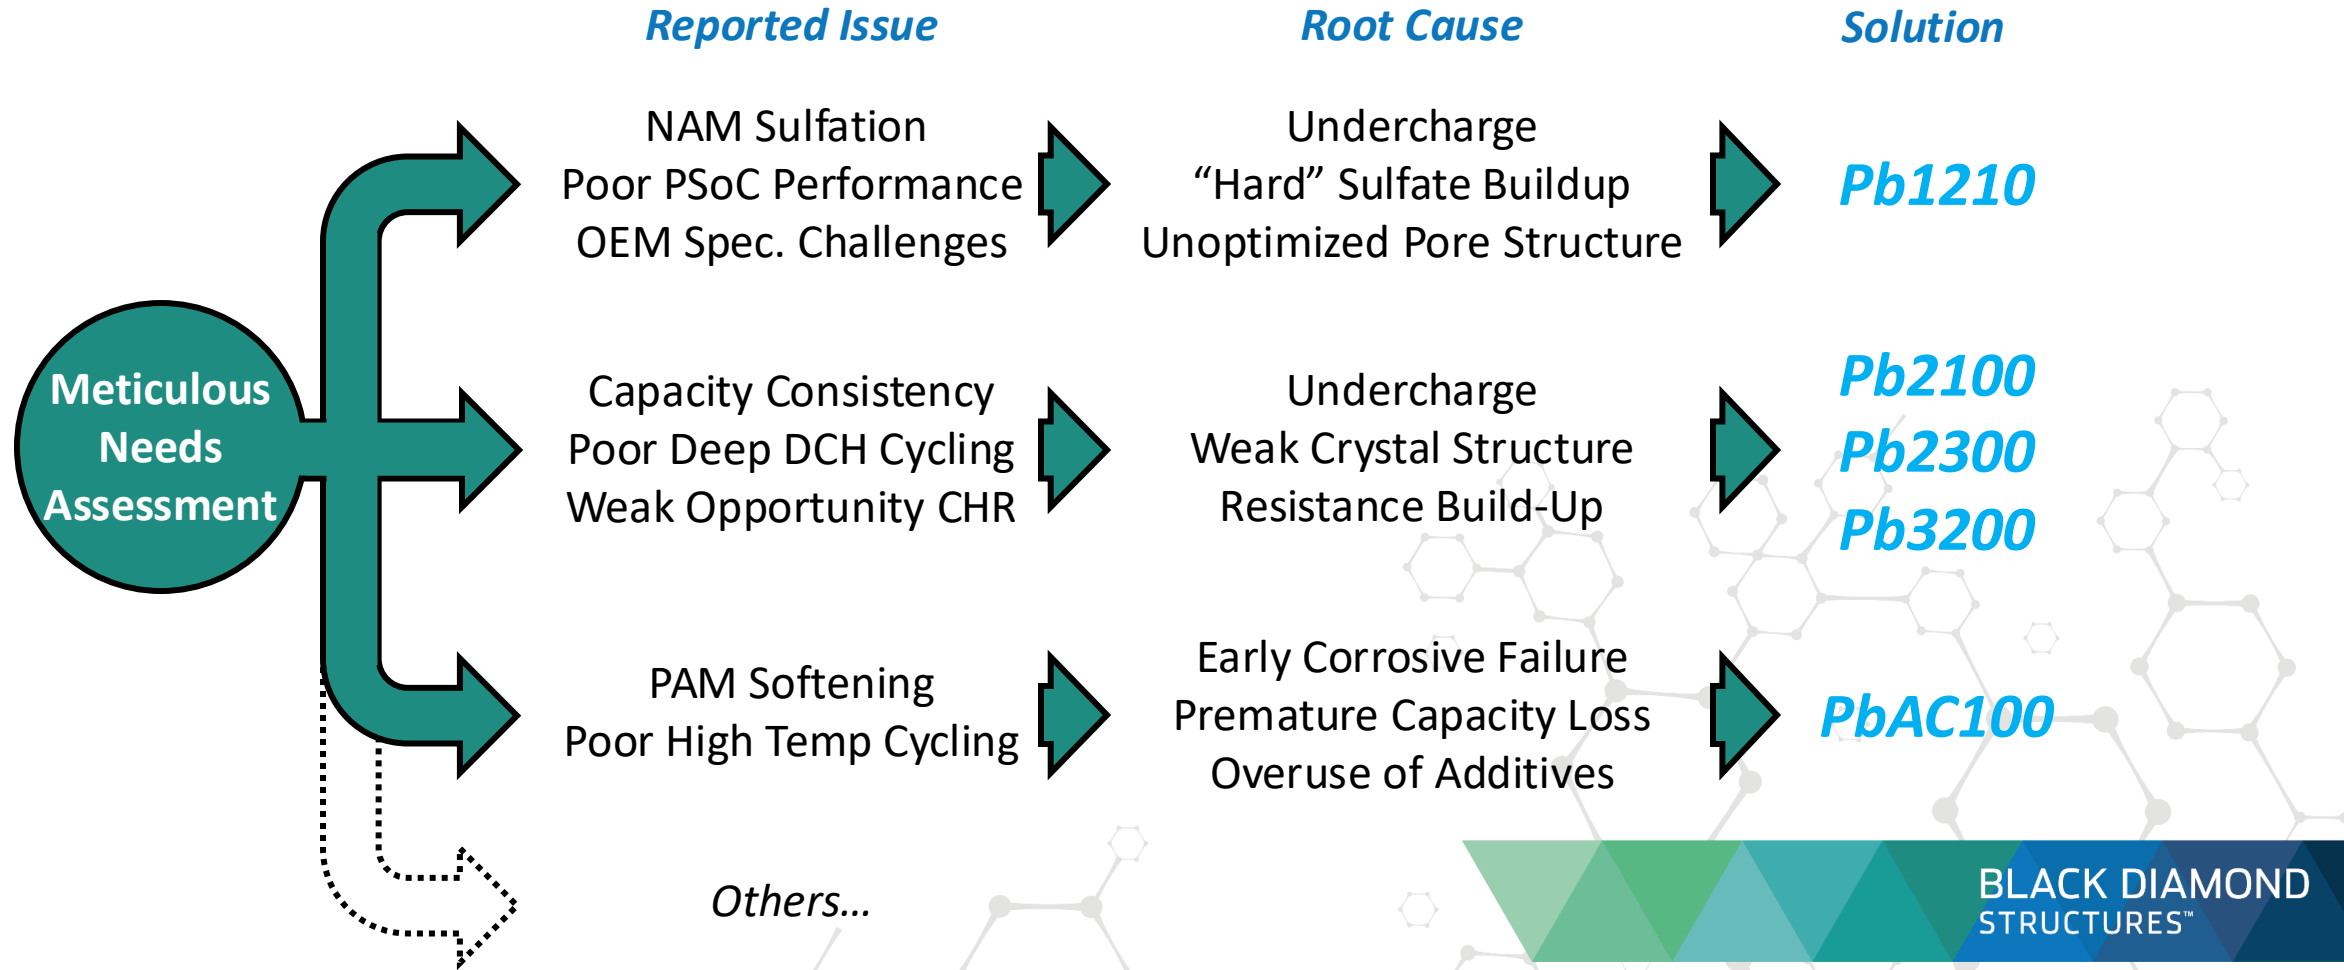 Reported Issue
Root Cause
Solution
Meticulous
Needs
Assessment
NAM Sulfation
Poor PSoC Performance
OEM Spec. Challenges
Undercharge
“Hard” Sulfate Buildup
Unoptimized Pore Structure
Pb1210
Capacity Consistency
Poor Deep DCH Cycling
Weak Opportunity CHR
Undercharge
Weak Crystal Structure
Resistance Build-Up
Pb2100
Pb2300
Pb3200
PAM Softening
Poor High Temp Cycling
Early Corrosive Failure
Premature Capacity Loss
Overuse of Additives
PbAC100
Others...
BLACK DIAMOND
STRUCTURES™